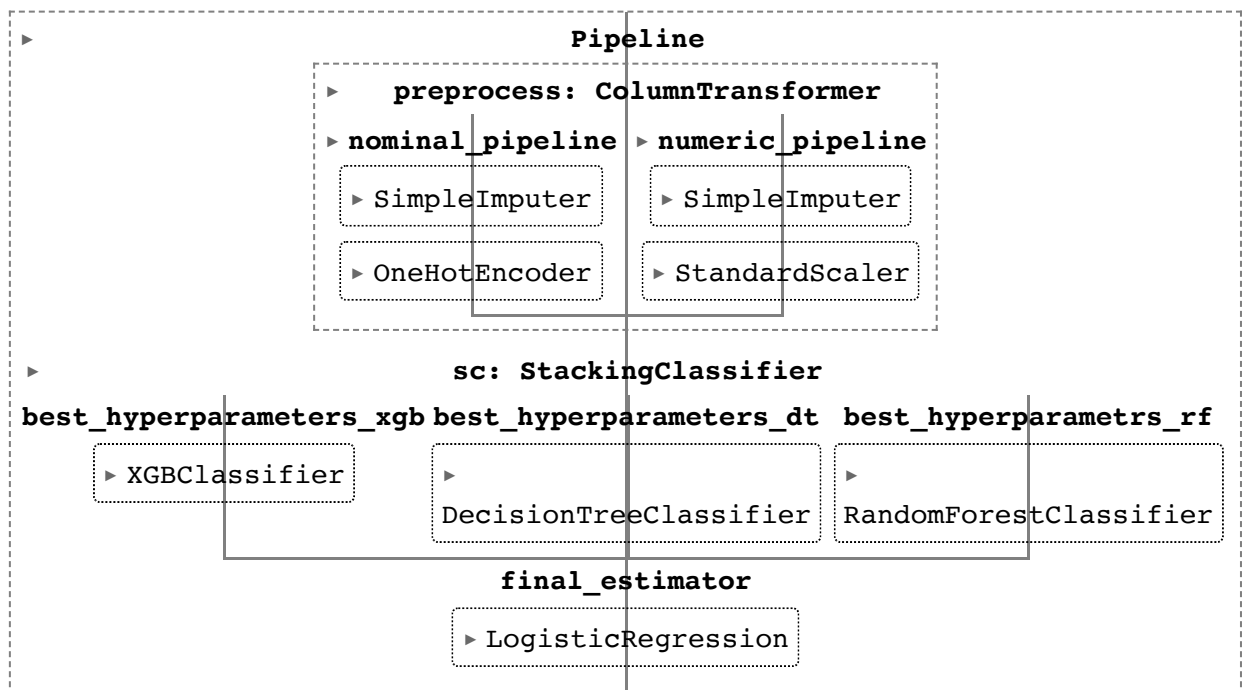 Pipeline
preprocess: ColumnTransformer
nominal_pipeline numeric_pipeline
SimpleImputer SimpleImputer
OneHotEncoder StandardScaler
sc: StackingClassifier
best_hyperparameters_xgb best_hyperparameters_dt best_hyperparametrs_rf
XGBClassifier
DecisionTreeClassifier RandomForestClassifier
final_estimator
LogisticRegression